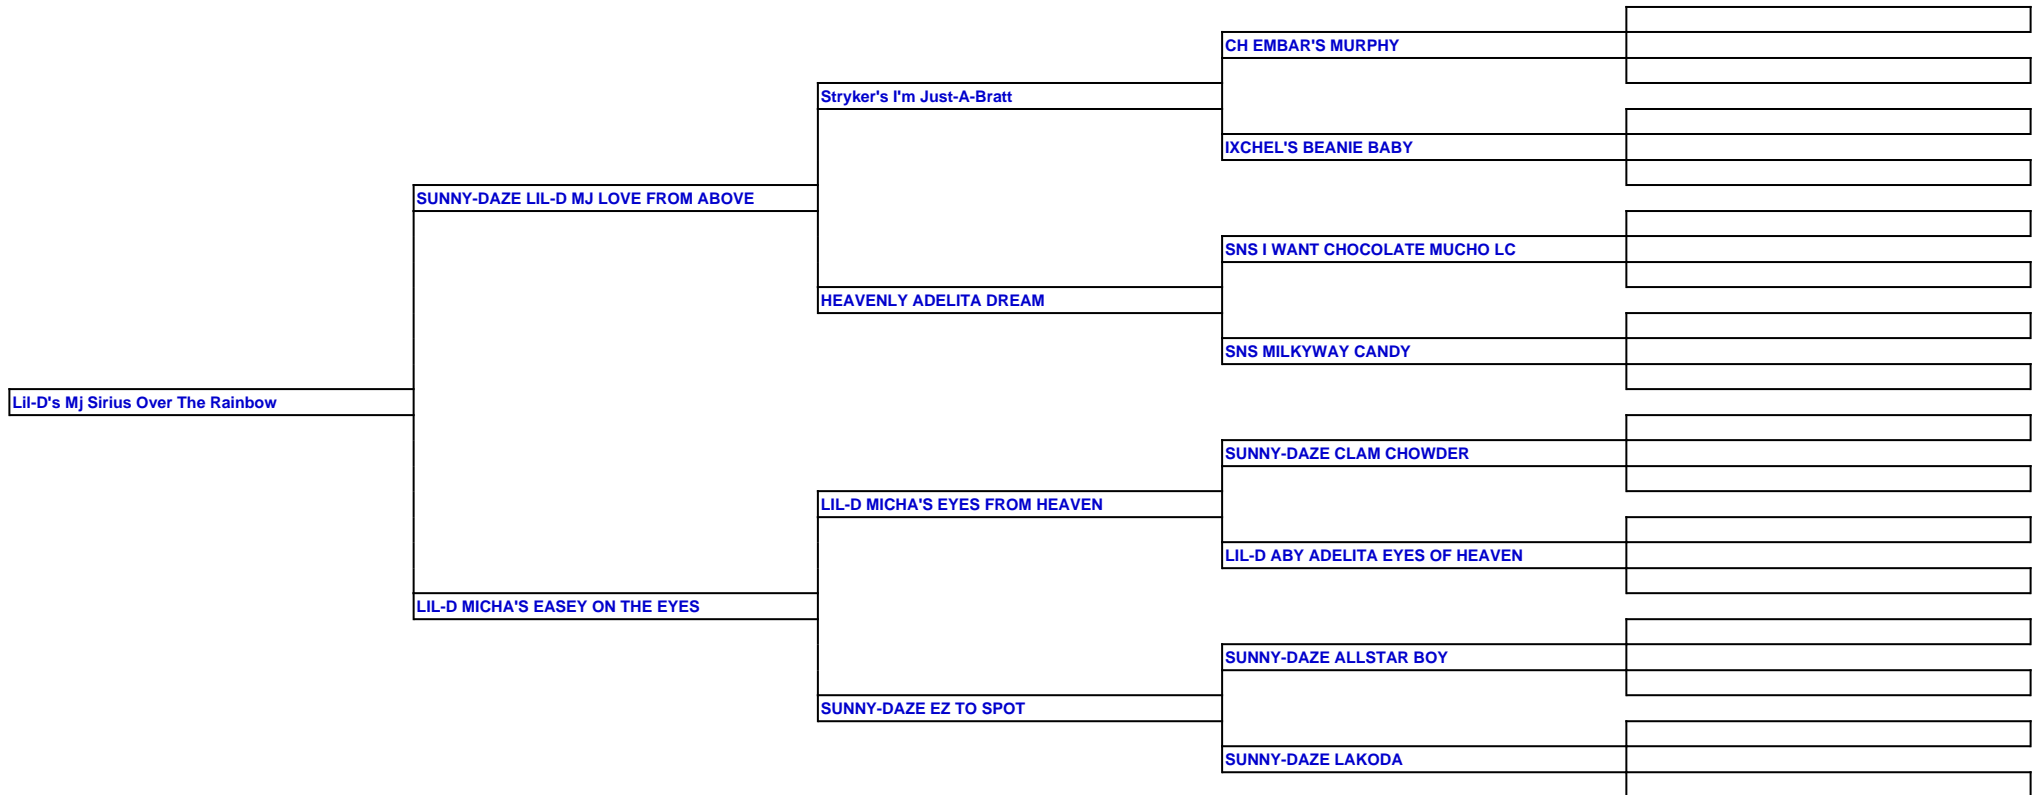 CH EMBAR'S MURPHY
Stryker's I'm Just-A-Bratt
IXCHEL'S BEANIE BABY
SUNNY-DAZE LIL-D MJ LOVE FROM ABOVE
SNS I WANT CHOCOLATE MUCHO LC
HEAVENLY ADELITA DREAM
SNS MILKYWAY CANDY
Lil-D's Mj Sirius Over The Rainbow
SUNNY-DAZE CLAM CHOWDER
LIL-D MICHA'S EYES FROM HEAVEN
LIL-D ABY ADELITA EYES OF HEAVEN
LIL-D MICHA'S EASEY ON THE EYES
SUNNY-DAZE ALLSTAR BOY
SUNNY-DAZE EZ TO SPOT
SUNNY-DAZE LAKODA